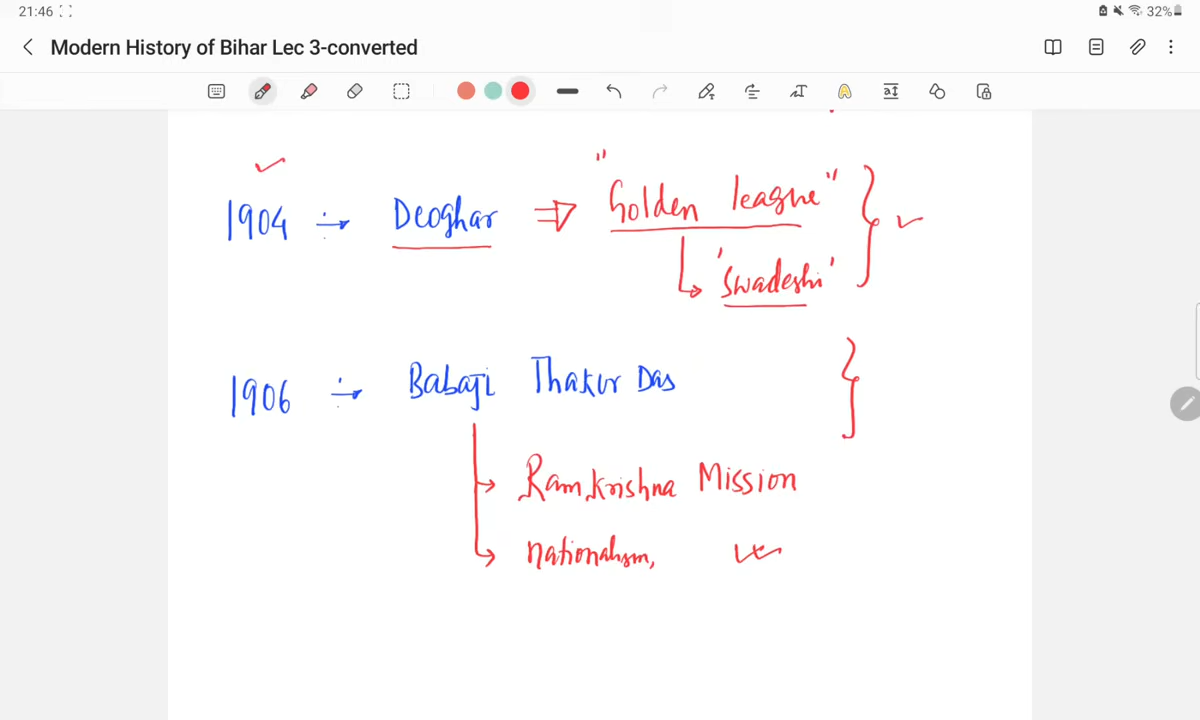 21:46 32%
Modern History of Bihar Lec 3-converted
1904 ÷→ Deoghar ⇒ "Golden league"
↳ 'Swadeshi'
1906 ÷→ Babaji Thakur Das
→ Ramkrishna Mission
→ nationalism,